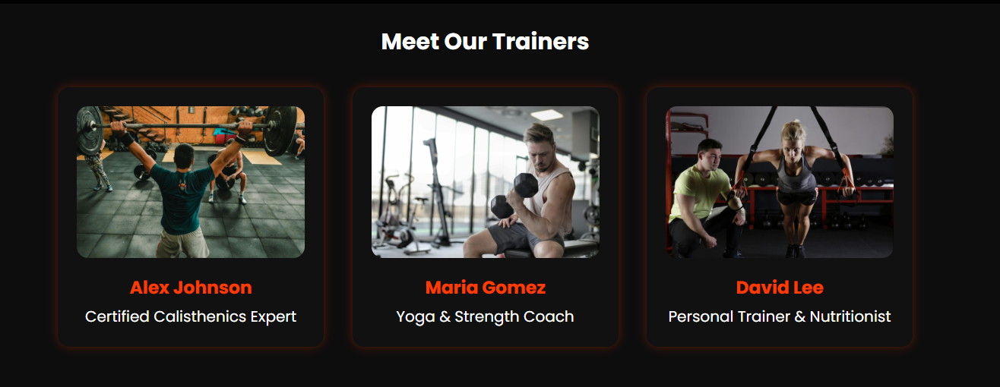 Meet Our Trainers
Alex Johnson
Certified Calisthenics Expert
Maria Gomez
Yoga & Strength Coach
David Lee
Personal Trainer & Nutritionist